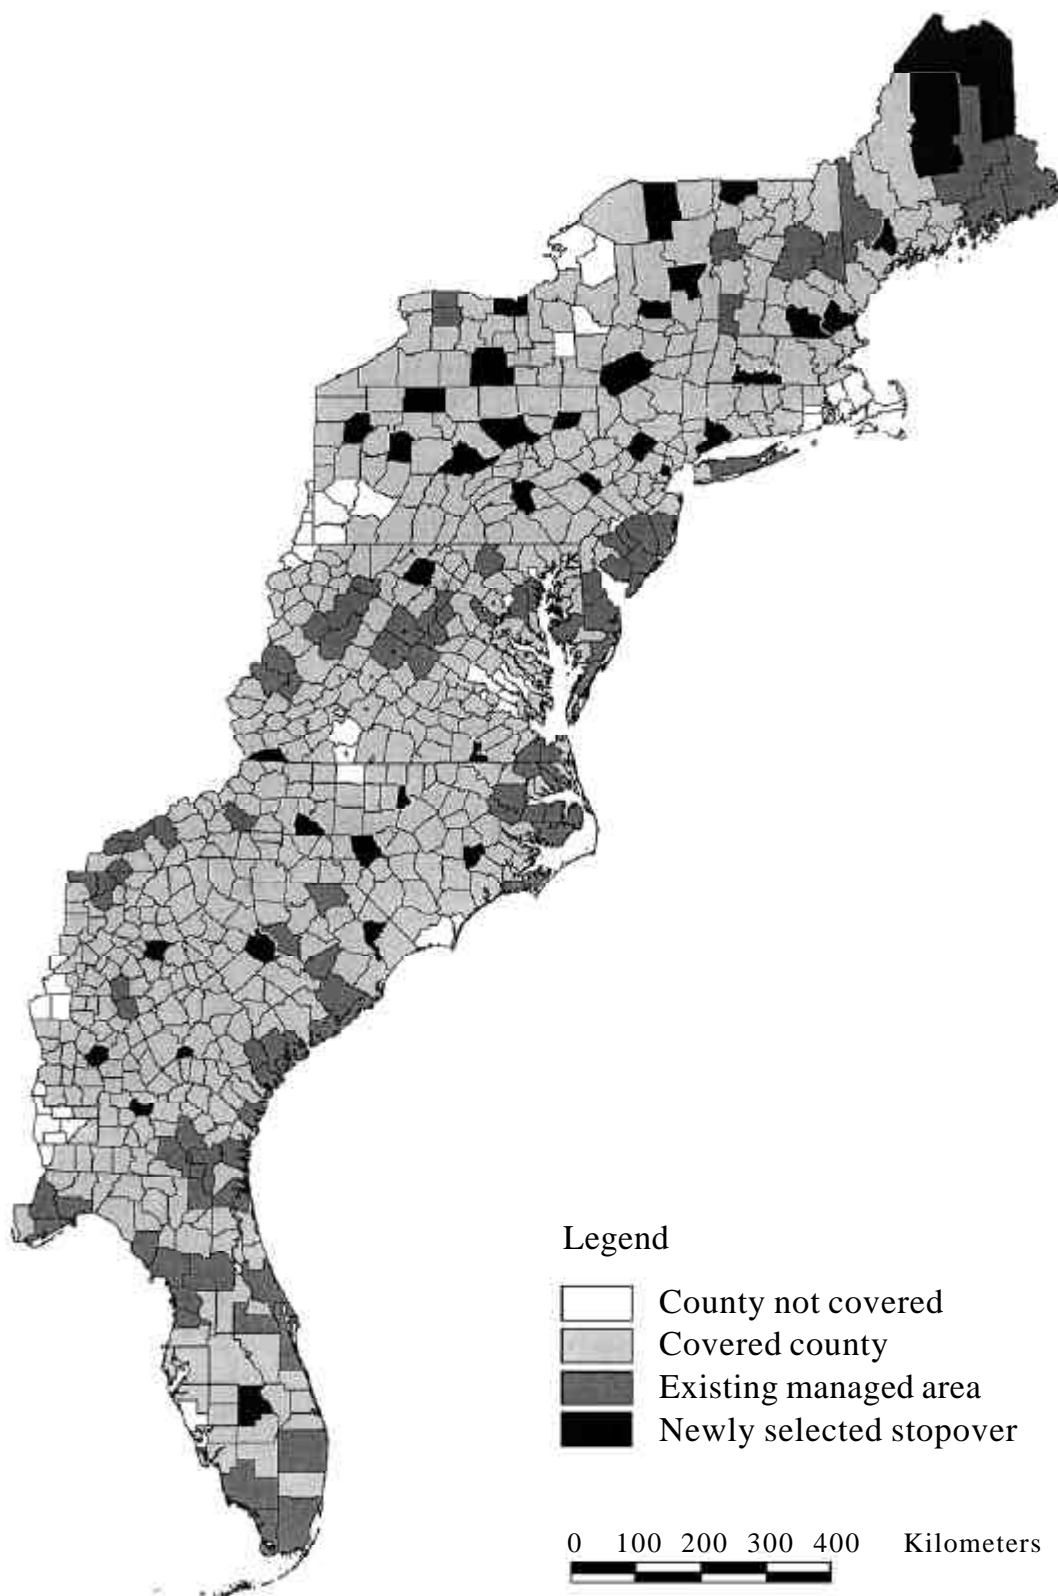 Legend
County not covered
Covered county
Existing managed area
Newly selected stopover
0 100 200 300 400 Kilometers